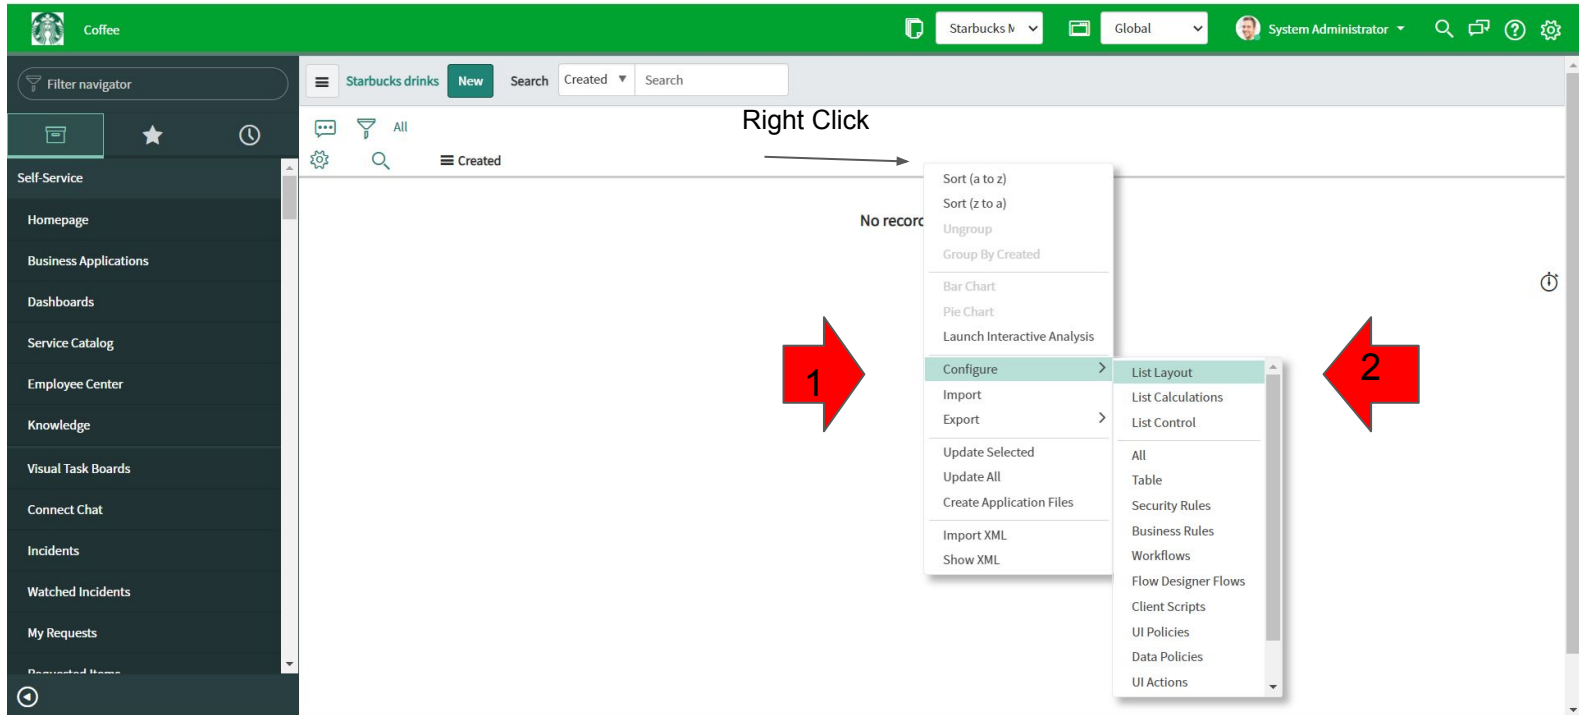 Coffee
Starbucks M
Global
System Administrator
Filter navigator
Starbucks drinks
New
Search
Created
Search
All
Right Click
Created
Self-Service
Homepage
Business Applications
Dashboards
Service Catalog
Employee Center
Knowledge
Visual Task Boards
Connect Chat
Incidents
Watched Incidents
My Requests
Requested Items
No recor
Sort (a to z)
Sort (z to a)
Ungroup
Group By Created
Bar Chart
Pie Chart
Launch Interactive Analysis
Configure
Import
Export
Update Selected
Update All
Create Application Files
Import XML
Show XML
List Layout
List Calculations
List Control
All
Table
Security Rules
Business Rules
Workflows
Flow Designer Flows
Client Scripts
UI Policies
Data Policies
UI Actions
1
2